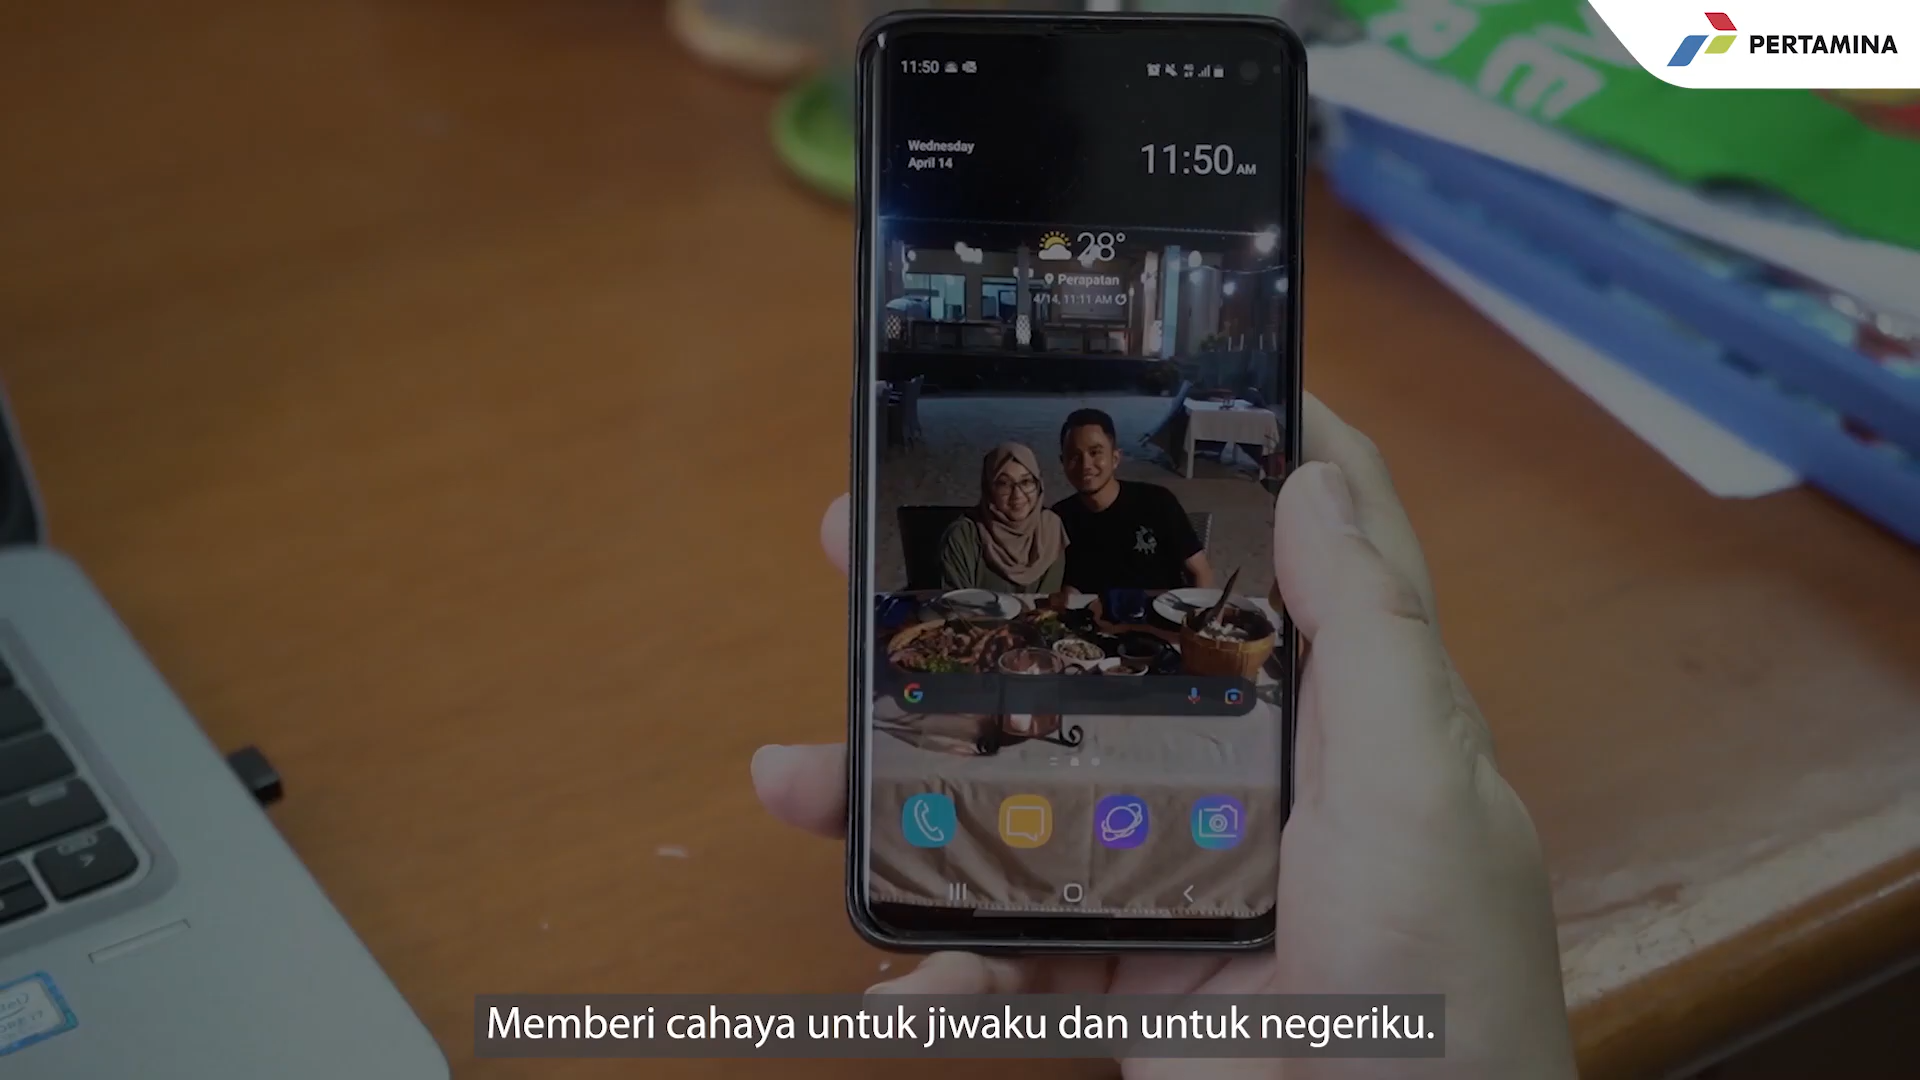 PERTAMINA
11:50
Wednesday
April 14
11:50 AM
28°
Perapatan
4/14, 11:11 AM
Memberi cahaya untuk jiwaku dan untuk negeriku.